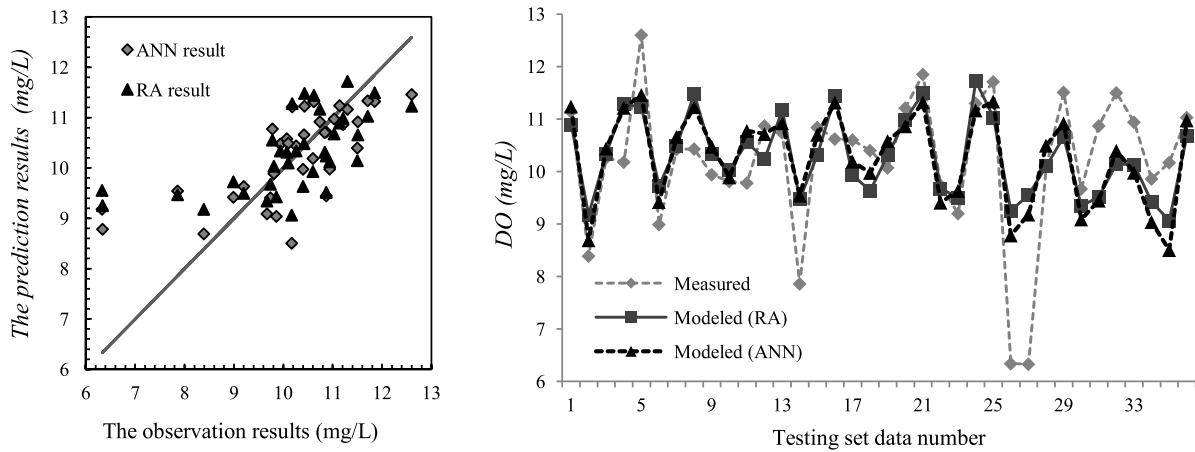 13
12
11
10
9
8
7
6
The prediction results (mg/L)
ANN result
RA result
6 7 8 9 10 11 12 13
The observation results (mg/L)
13
12
11
10
9
8
7
6
DO (mg/L)
Measured
Modeled (RA)
Modeled (ANN)
1 5 9 13 17 21 25 29 33
Testing set data number